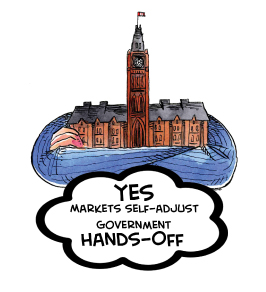 YES
MARKETS SELF-ADJUST
GOVERNMENT
HANDS-OFF